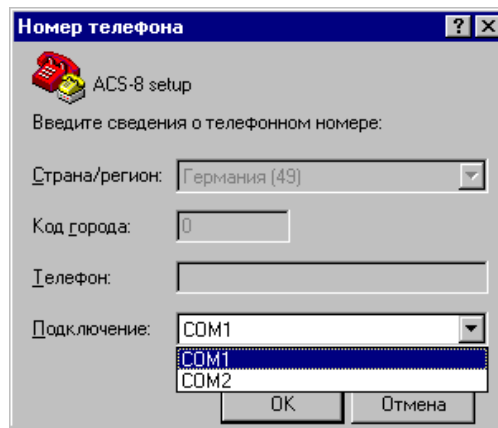 Номер телефона
ACS-8 setup
Введите сведения о телефонном номере:
Страна/регион: Германия (49)
Код города: 0
Телефон:
Подключение: COM1
COM1
COM2
OK Отмена